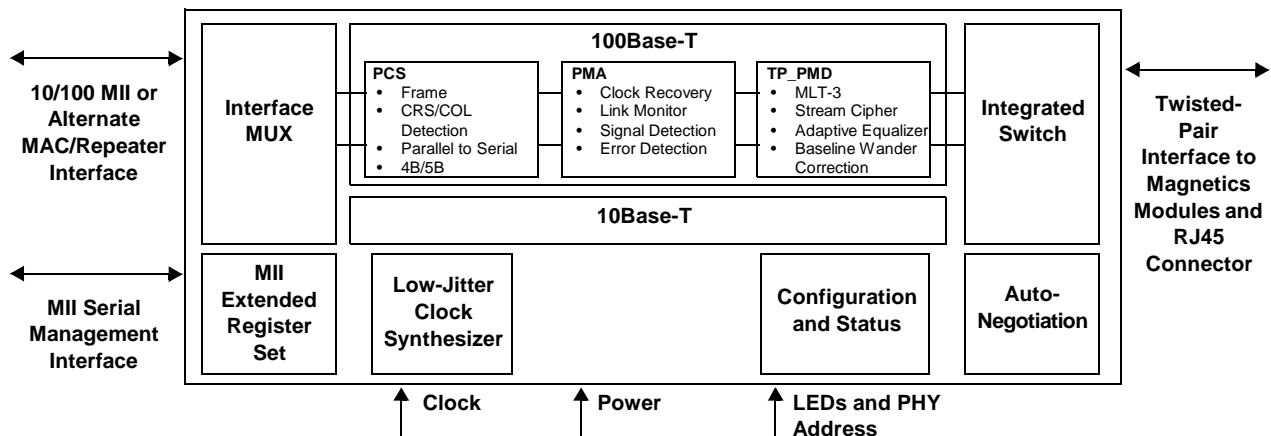 100Base-T
10/100 MII or
Alternate
MAC/Repeater
Interface
Interface
MUX
PCS
• Frame
• CRS/COL
Detection
• Parallel to Serial
• 4B/5B
PMA
• Clock Recovery
• Link Monitor
• Signal Detection
• Error Detection
TP_PMD
• MLT-3
• Stream Cipher
• Adaptive Equalizer
• Baseline Wander
Correction
Integrated
Switch
Twisted-
Pair
Interface to
Magnetics
Modules and
RJ45
Connector
10Base-T
MII Serial
Management
Interface
MII
Extended
Register
Set
Low-Jitter
Clock
Synthesizer
Configuration
and Status
Auto-
Negotiation
Clock
Power
LEDs and PHY
Address